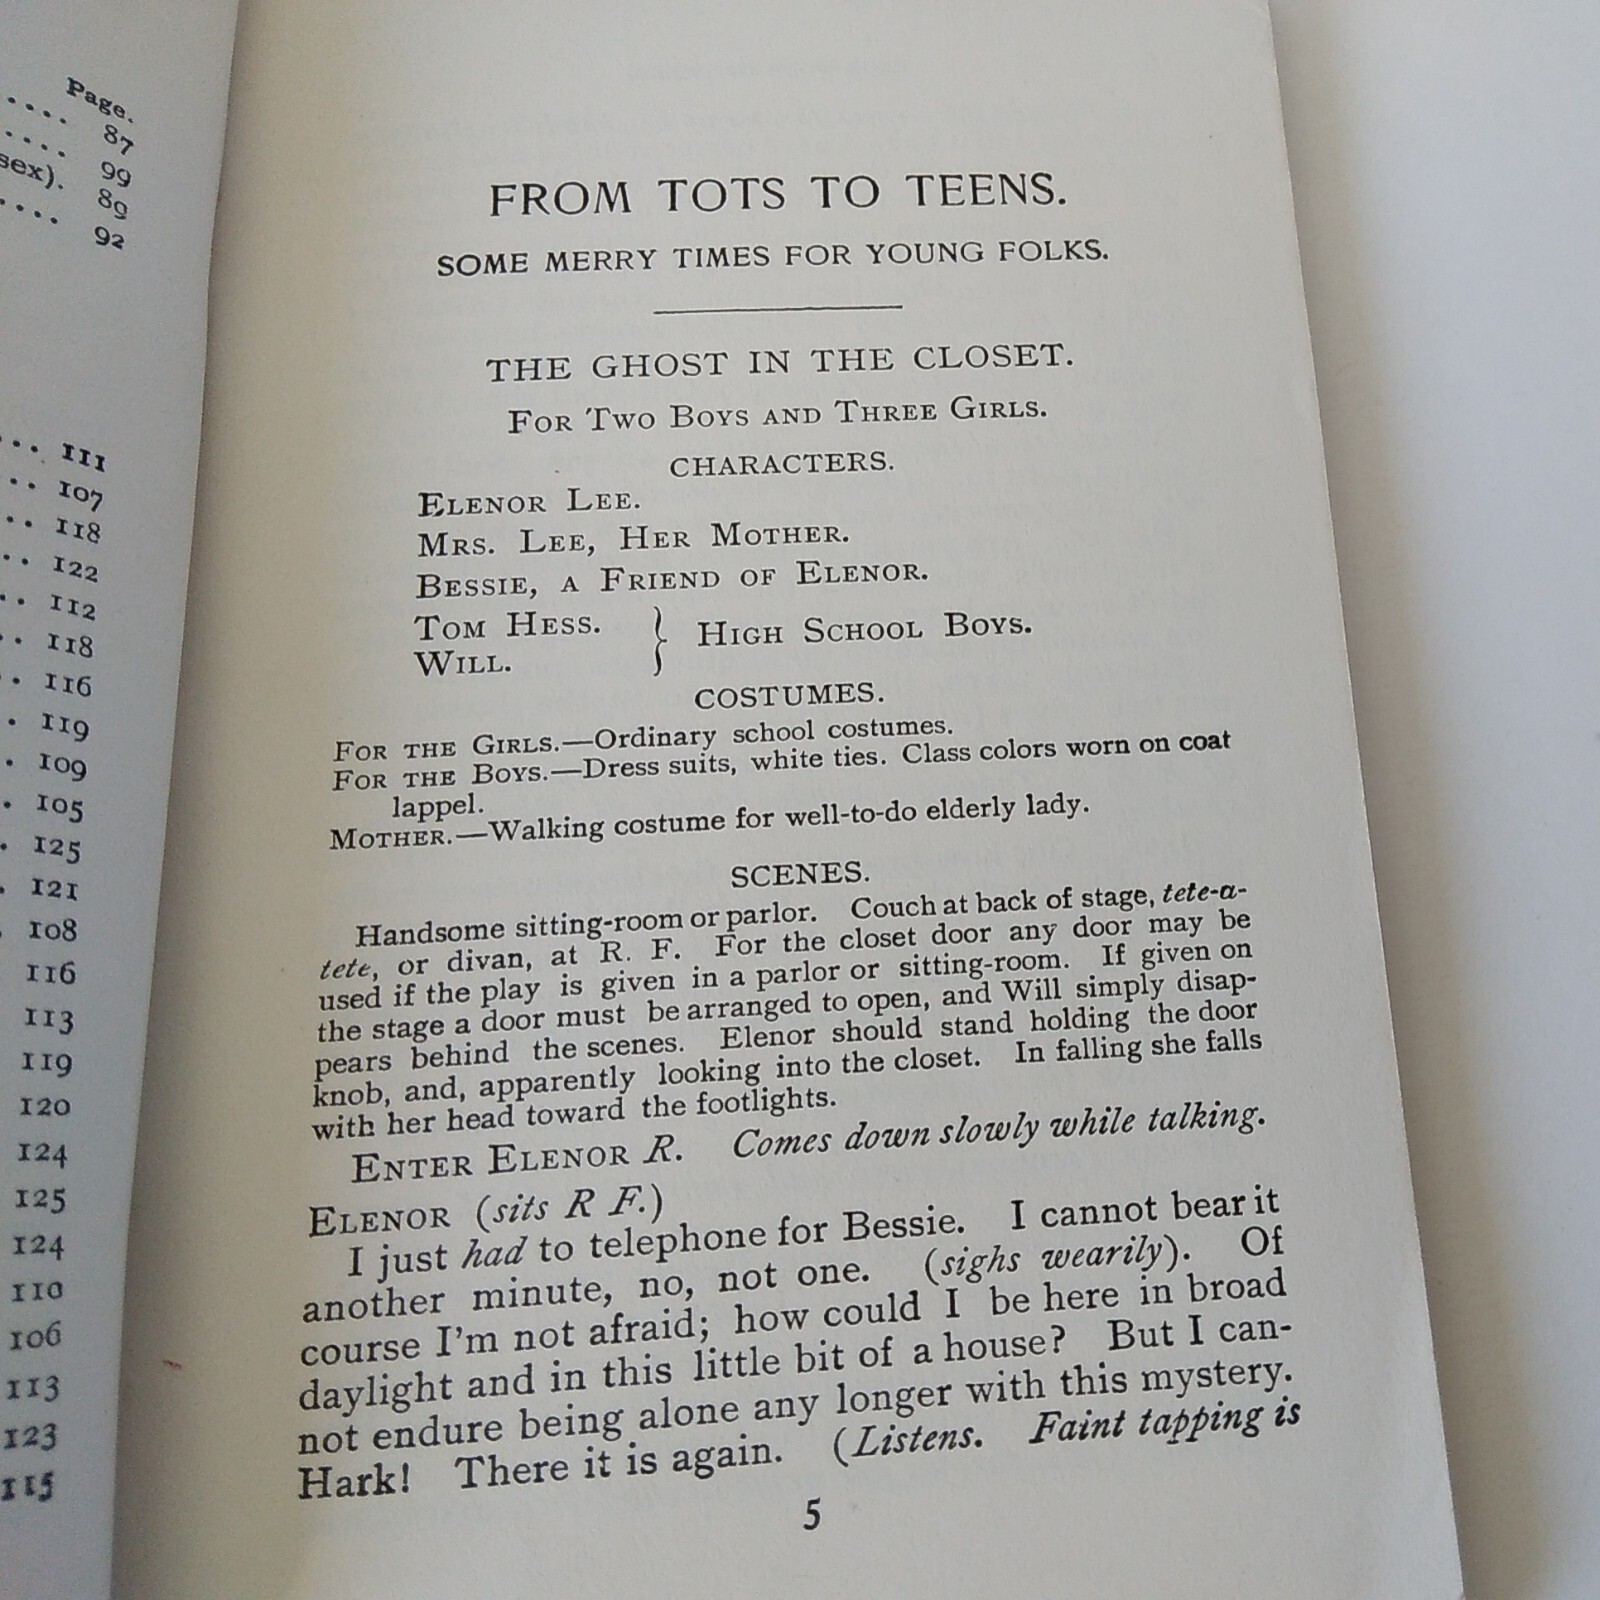 Page.
.... 87
.... 99
sex). 89
.... 92
... 111
.. 107
.. 118
.. 122
.. 112
.. 118
. 116
. 119
. 109
. 105
. 125
. 121
. 108
116
113
119
120
124
125
124
110
106
113
123
115
FROM TOTS TO TEENS.
SOME MERRY TIMES FOR YOUNG FOLKS.
THE GHOST IN THE CLOSET.
FOR TWO BOYS AND THREE GIRLS.
CHARACTERS.
ELENOR LEE.
MRS. LEE, HER MOTHER.
BESSIE, A FRIEND OF ELENOR.
TOM HESS. } HIGH SCHOOL BOYS.
WILL.
COSTUMES.
FOR THE GIRLS.—Ordinary school costumes.
FOR THE BOYS.—Dress suits, white ties. Class colors worn on coat
lappel.
MOTHER.—Walking costume for well-to-do elderly lady.
SCENES.
Handsome sitting-room or parlor. Couch at back of stage, tete-a-
tete, or divan, at R. F. For the closet door any door may be
used if the play is given in a parlor or sitting-room. If given on
the stage a door must be arranged to open, and Will simply disap-
pears behind the scenes. Elenor should stand holding the door
knob, and, apparently looking into the closet. In falling she falls
with her head toward the footlights.
ENTER ELENOR R. Comes down slowly while talking.
ELENOR (sits R F.)
I just had to telephone for Bessie. I cannot bear it
another minute, no, not one. (sighs wearily). Of
course I'm not afraid; how could I be here in broad
daylight and in this little bit of a house? But I can-
not endure being alone any longer with this mystery.
Hark! There it is again. (Listens. Faint tapping is
5